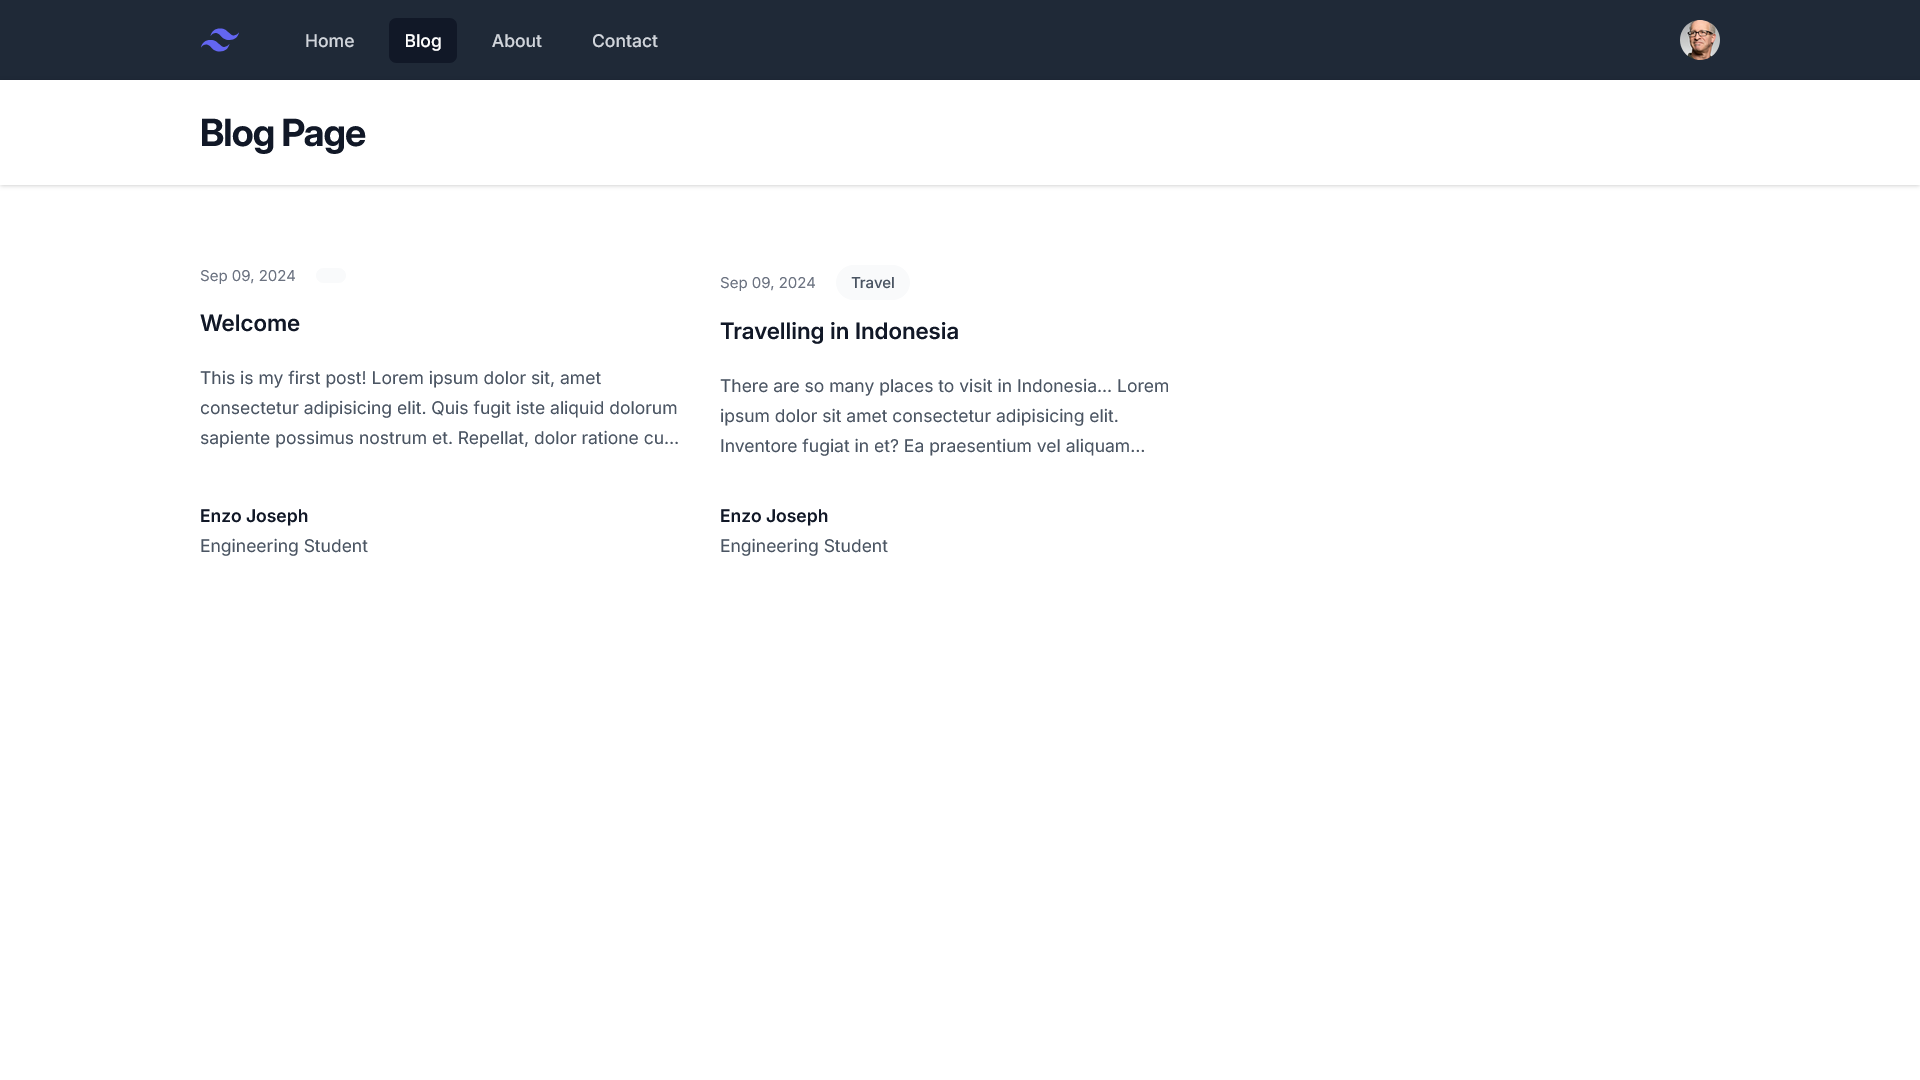 Home
Blog
About
Contact
Blog Page
Sep 09, 2024
Welcome
This is my first post! Lorem ipsum dolor sit, amet
consectetur adipisicing elit. Quis fugit iste aliquid dolorum
sapiente possimus nostrum et. Repellat, dolor ratione cu...
Enzo Joseph
Engineering Student
Sep 09, 2024
Travel
Travelling in Indonesia
There are so many places to visit in Indonesia... Lorem
ipsum dolor sit amet consectetur adipisicing elit.
Inventore fugiat in et? Ea praesentium vel aliquam...
Enzo Joseph
Engineering Student